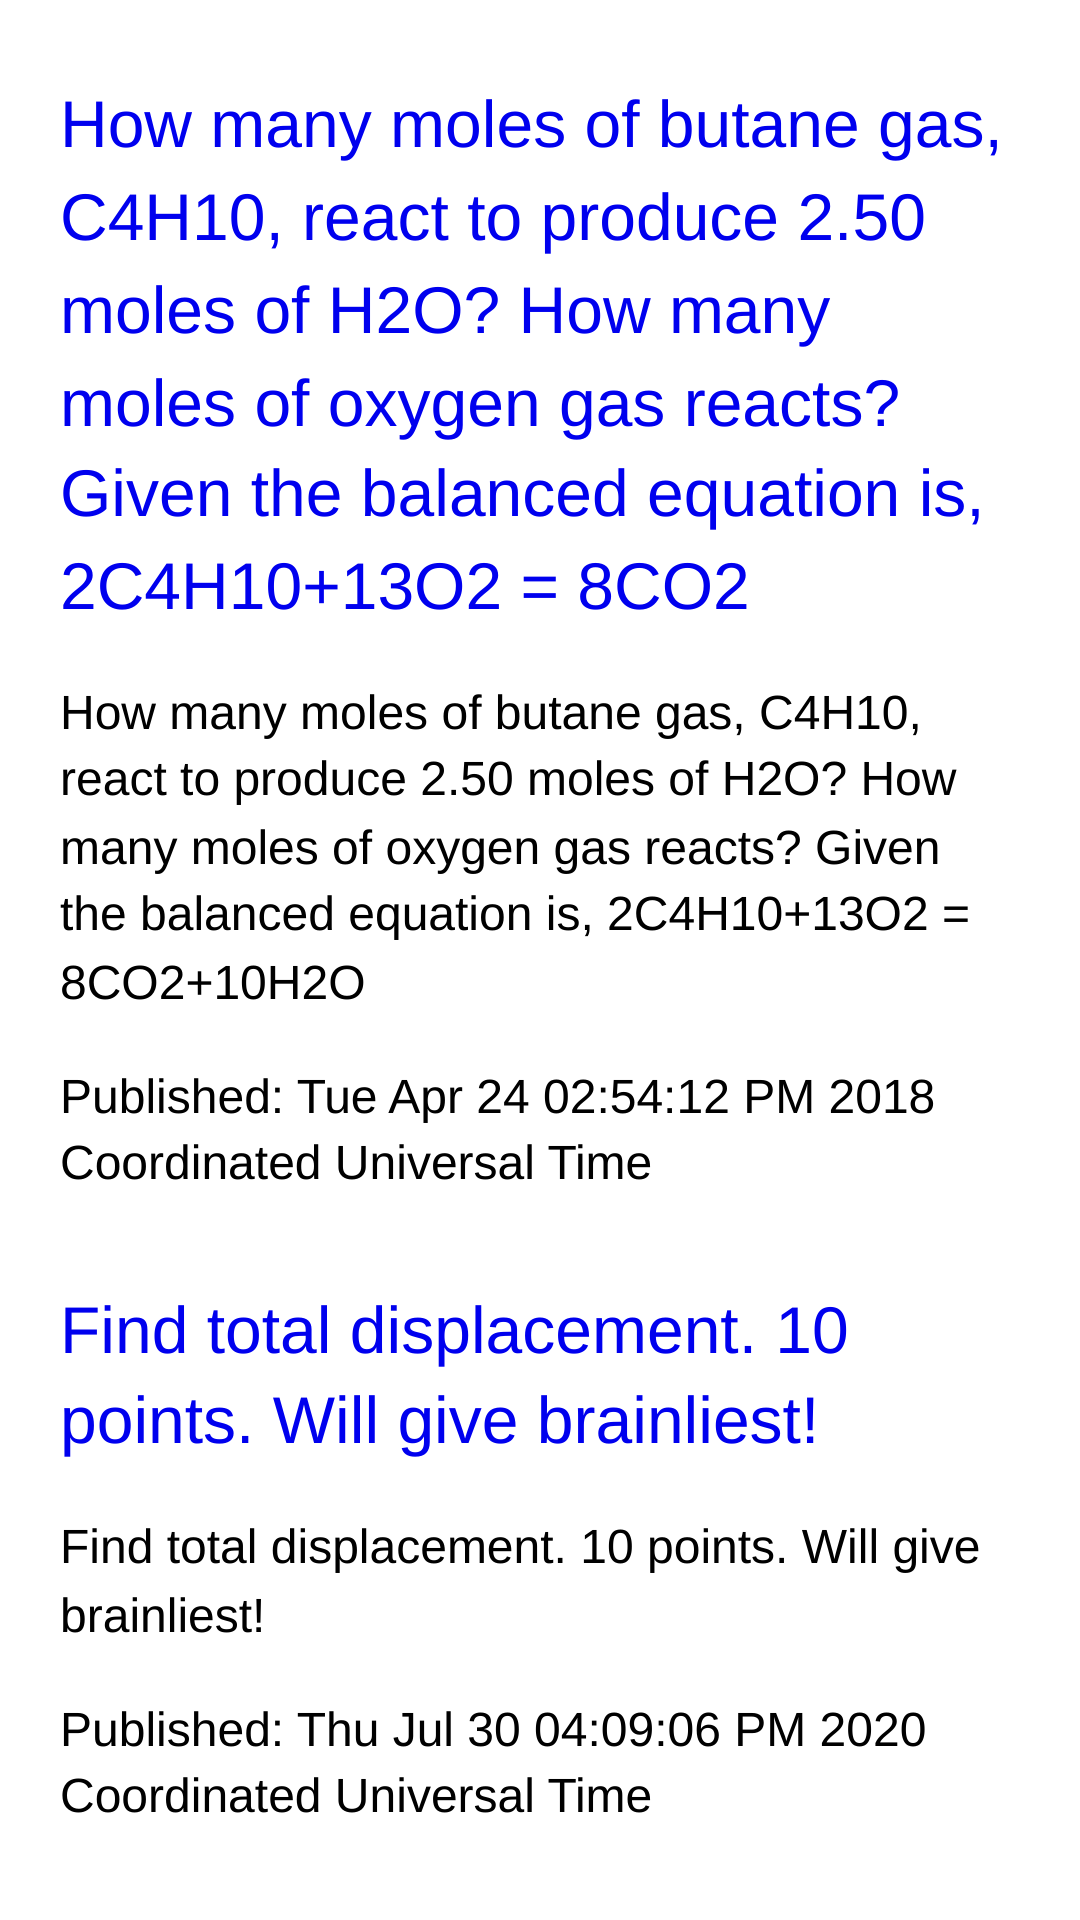 How many moles of butane gas,
C4H10, react to produce 2.50
moles of H2O? How many
moles of oxygen gas reacts?
Given the balanced equation is,
2C4H10+13O2 = 8CO2
How many moles of butane gas, C4H10,
react to produce 2.50 moles of H2O? How
many moles of oxygen gas reacts? Given
the balanced equation is, 2C4H10+13O2 =
8CO2+10H2O
Published: Tue Apr 24 02:54:12 PM 2018
Coordinated Universal Time
Find total displacement. 10
points. Will give brainliest!
Find total displacement. 10 points. Will give
brainliest!
Published: Thu Jul 30 04:09:06 PM 2020
Coordinated Universal Time